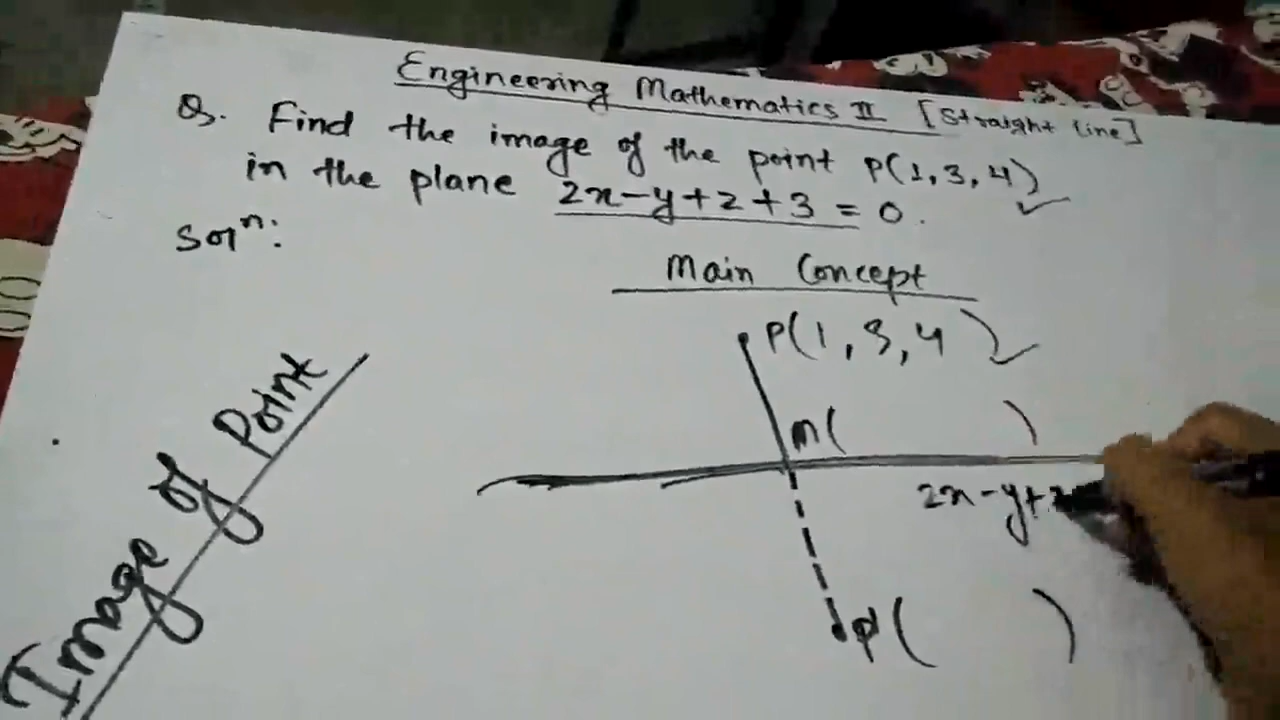 Engineering Mathematics II [Straight Line]
Q. Find the image of the point P(1, 3, 4)
in the plane 2x-y+z+3 = 0.
Solⁿ:
Main Concept
P(1, 3, 4)
M( )
2x-y+z
P'( )
Image of Point